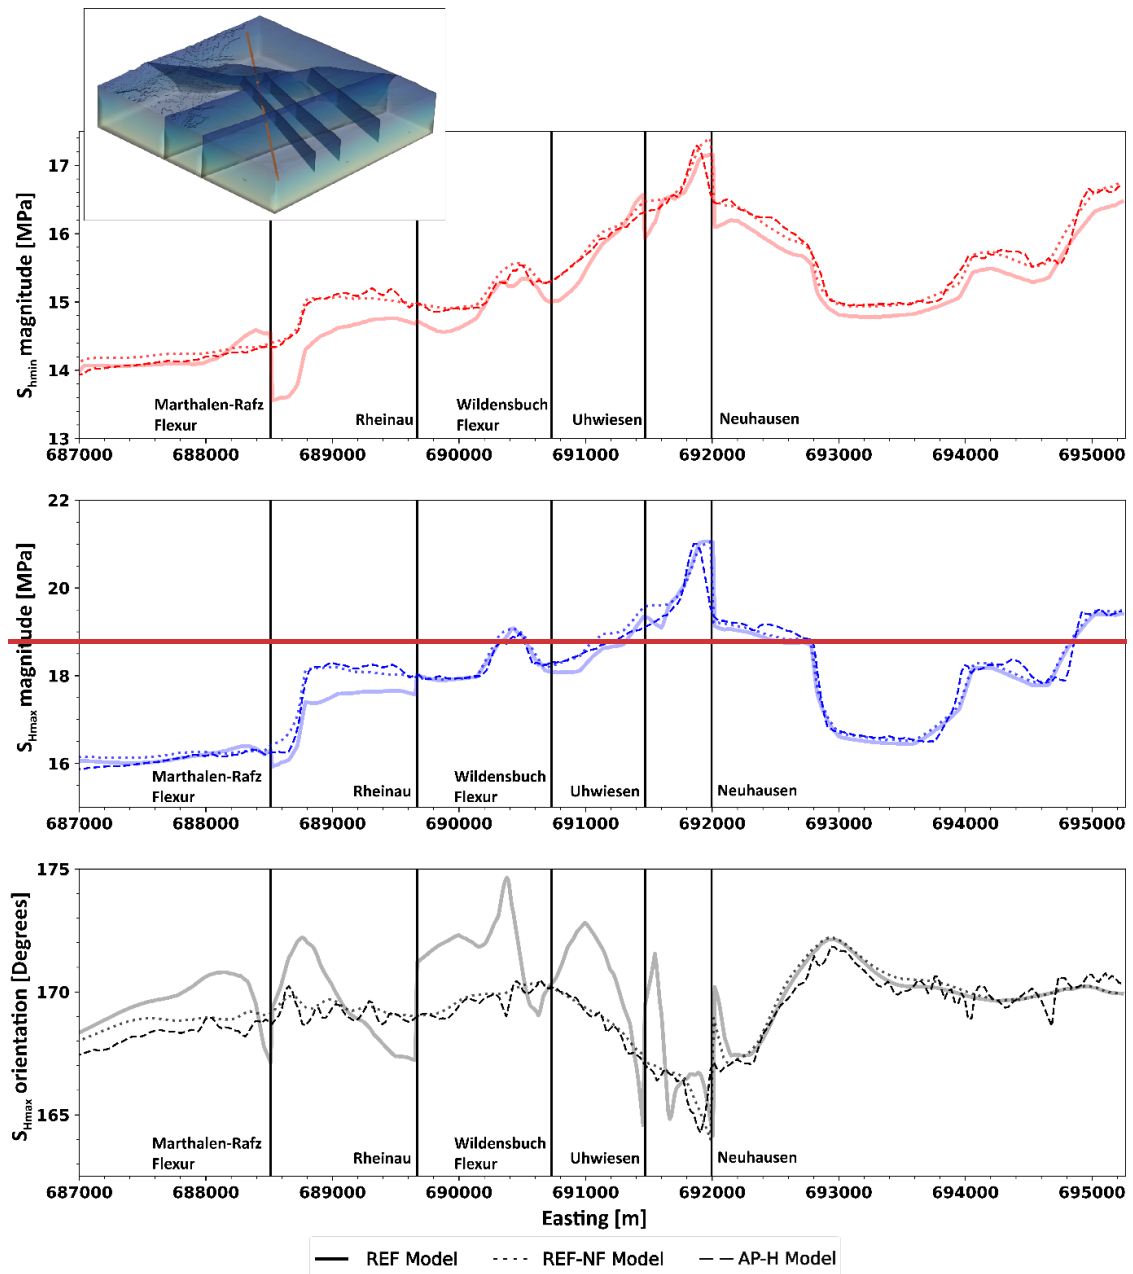 17
16
15
14
13
S_hmin magnitude [MPa]
Marthalen-Rafz
Flexur
Rheinau
Wildensbuch
Flexur
Uhwiesen
Neuhausen
687000 688000 689000 690000 691000 692000 693000 694000 695000
22
20
18
16
S_Hmax magnitude [MPa]
Marthalen-Rafz
Flexur
Rheinau
Wildensbuch
Flexur
Uhwiesen
Neuhausen
687000 688000 689000 690000 691000 692000 693000 694000 695000
175
170
165
S_Hmax orientation [Degrees]
Marthalen-Rafz
Flexur
Rheinau
Wildensbuch
Flexur
Uhwiesen
Neuhausen
687000 688000 689000 690000 691000 692000 693000 694000 695000
Easting [m]
REF Model REF-NF Model AP-H Model